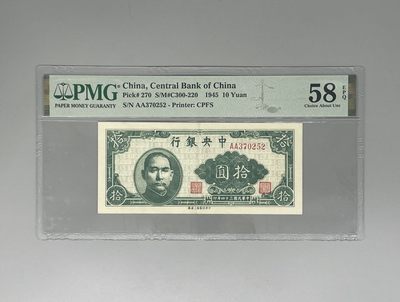 PMG
PAPER MONEY GUARANTY
China, Central Bank of China
Pick# 270 S/M#C300-220 1945 10 Yuan
S/N AA370252 - Printer: CPFS
58 EPQ
Choice About Unc
行銀央中
AA370252
圓拾
拾
拾